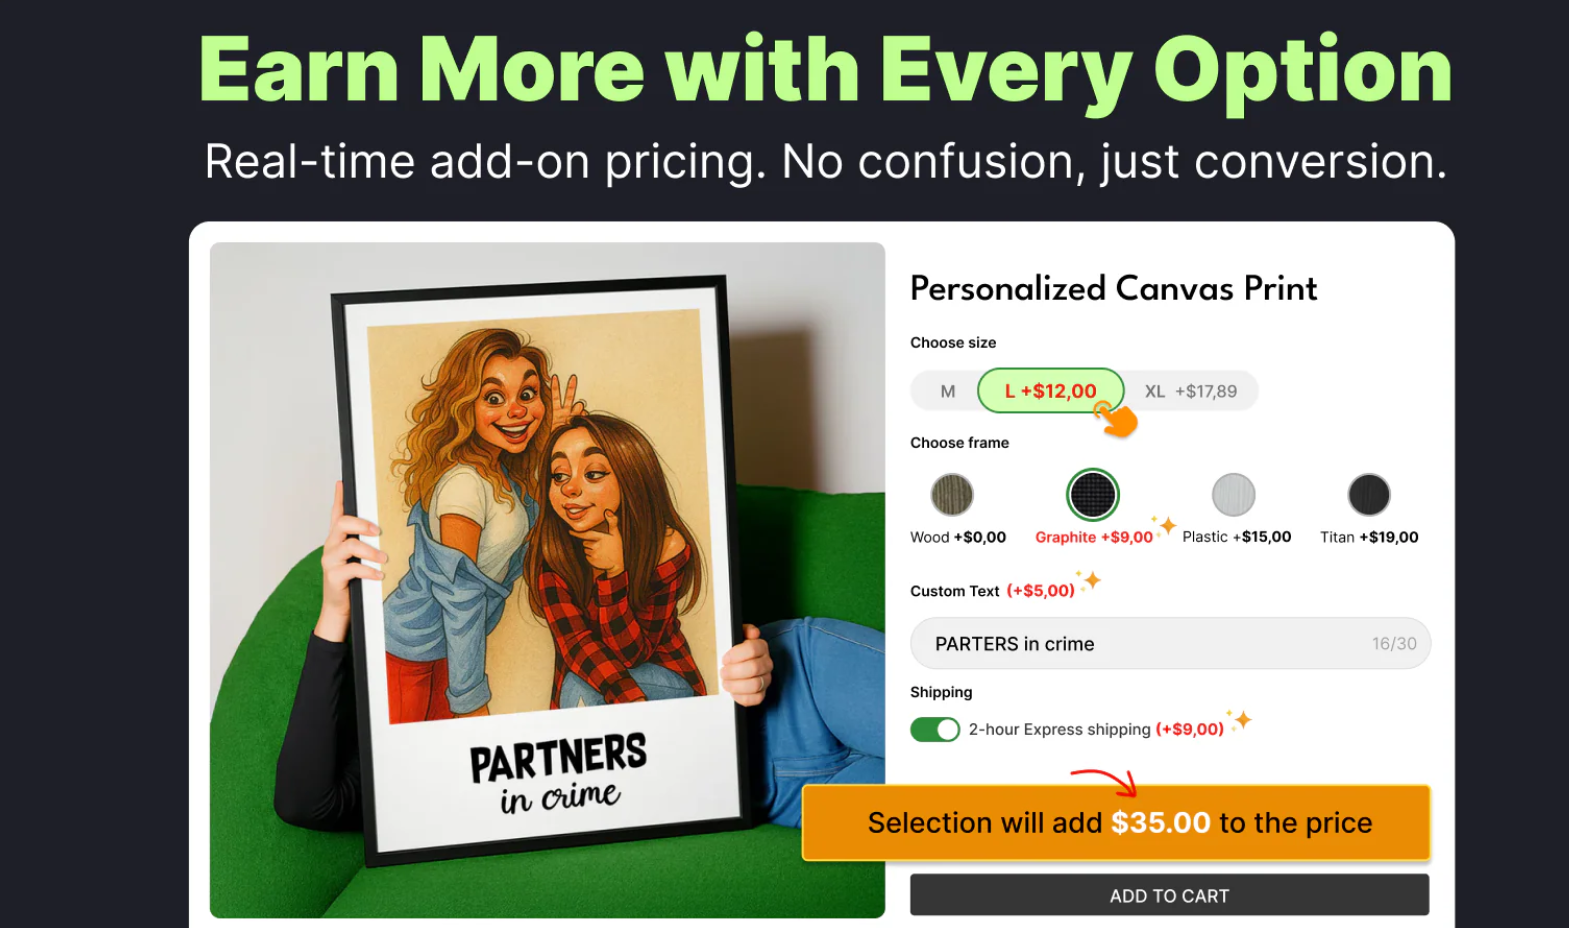 Earn More with Every Option
Real-time add-on pricing. No confusion, just conversion.
PARTNERS
in crime
Personalized Canvas Print
Choose size
M L +$12,00 XL +$17,89
Choose frame
Wood +$0,00 Graphite +$9,00 Plastic +$15,00 Titan +$19,00
Custom Text (+$5,00)
PARTERS in crime 16/30
Shipping
2-hour Express shipping (+$9,00)
Selection will add $35.00 to the price
ADD TO CART